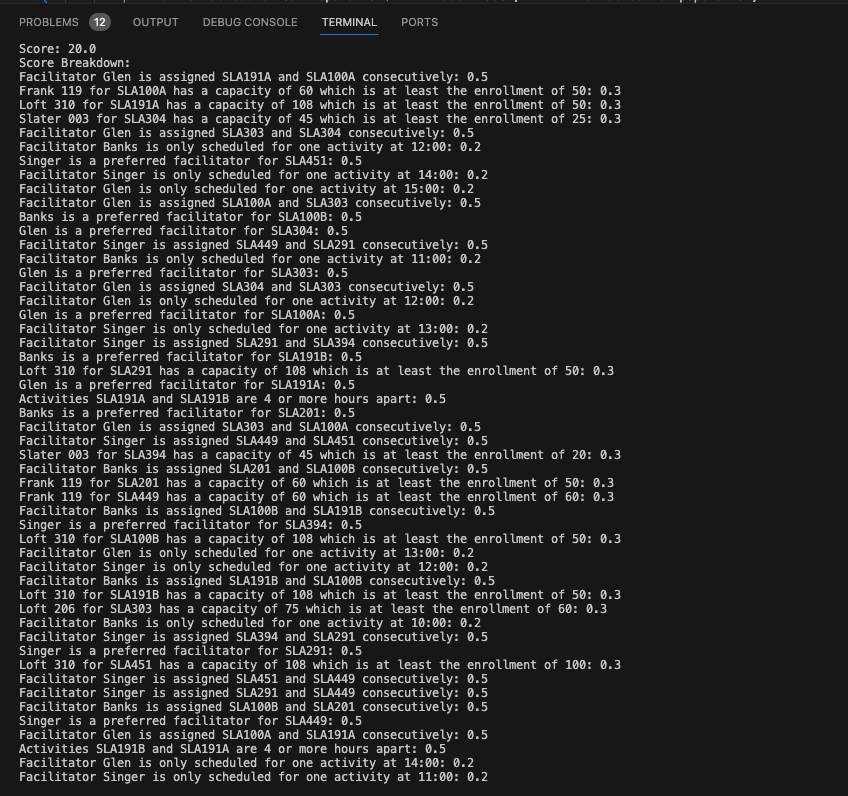 PROBLEMS 12 OUTPUT DEBUG CONSOLE TERMINAL PORTS
Score: 20.0
Score Breakdown:
Facilitator Glen is assigned SLA191A and SLA100A consecutively: 0.5
Frank 119 for SLA100A has a capacity of 60 which is at least the enrollment of 50: 0.3
Loft 310 for SLA191A has a capacity of 108 which is at least the enrollment of 50: 0.3
Slater 003 for SLA304 has a capacity of 45 which is at least the enrollment of 25: 0.3
Facilitator Glen is assigned SLA303 and SLA304 consecutively: 0.5
Facilitator Banks is only scheduled for one activity at 12:00: 0.2
Singer is a preferred facilitator for SLA451: 0.5
Facilitator Singer is only scheduled for one activity at 14:00: 0.2
Facilitator Glen is only scheduled for one activity at 15:00: 0.2
Facilitator Glen is assigned SLA100A and SLA303 consecutively: 0.5
Banks is a preferred facilitator for SLA100B: 0.5
Glen is a preferred facilitator for SLA304: 0.5
Facilitator Singer is assigned SLA449 and SLA291 consecutively: 0.5
Facilitator Banks is only scheduled for one activity at 11:00: 0.2
Glen is a preferred facilitator for SLA303: 0.5
Facilitator Glen is assigned SLA304 and SLA303 consecutively: 0.5
Facilitator Glen is only scheduled for one activity at 12:00: 0.2
Glen is a preferred facilitator for SLA100A: 0.5
Facilitator Singer is only scheduled for one activity at 13:00: 0.2
Facilitator Singer is assigned SLA291 and SLA394 consecutively: 0.5
Banks is a preferred facilitator for SLA191B: 0.5
Loft 310 for SLA291 has a capacity of 108 which is at least the enrollment of 50: 0.3
Glen is a preferred facilitator for SLA191A: 0.5
Activities SLA191A and SLA191B are 4 or more hours apart: 0.5
Banks is a preferred facilitator for SLA201: 0.5
Facilitator Glen is assigned SLA303 and SLA100A consecutively: 0.5
Facilitator Singer is assigned SLA449 and SLA451 consecutively: 0.5
Slater 003 for SLA394 has a capacity of 45 which is at least the enrollment of 20: 0.3
Facilitator Banks is assigned SLA201 and SLA100B consecutively: 0.5
Frank 119 for SLA201 has a capacity of 60 which is at least the enrollment of 50: 0.3
Frank 119 for SLA449 has a capacity of 60 which is at least the enrollment of 60: 0.3
Facilitator Banks is assigned SLA100B and SLA191B consecutively: 0.5
Singer is a preferred facilitator for SLA394: 0.5
Loft 310 for SLA100B has a capacity of 108 which is at least the enrollment of 50: 0.3
Facilitator Glen is only scheduled for one activity at 13:00: 0.2
Facilitator Singer is only scheduled for one activity at 12:00: 0.2
Facilitator Banks is assigned SLA191B and SLA100B consecutively: 0.5
Loft 310 for SLA191B has a capacity of 108 which is at least the enrollment of 50: 0.3
Loft 206 for SLA303 has a capacity of 75 which is at least the enrollment of 60: 0.3
Facilitator Banks is only scheduled for one activity at 10:00: 0.2
Facilitator Singer is assigned SLA394 and SLA291 consecutively: 0.5
Singer is a preferred facilitator for SLA291: 0.5
Loft 310 for SLA451 has a capacity of 108 which is at least the enrollment of 100: 0.3
Facilitator Singer is assigned SLA451 and SLA449 consecutively: 0.5
Facilitator Singer is assigned SLA291 and SLA449 consecutively: 0.5
Facilitator Banks is assigned SLA100B and SLA201 consecutively: 0.5
Singer is a preferred facilitator for SLA449: 0.5
Facilitator Glen is assigned SLA100A and SLA191A consecutively: 0.5
Activities SLA191B and SLA191A are 4 or more hours apart: 0.5
Facilitator Glen is only scheduled for one activity at 14:00: 0.2
Facilitator Singer is only scheduled for one activity at 11:00: 0.2